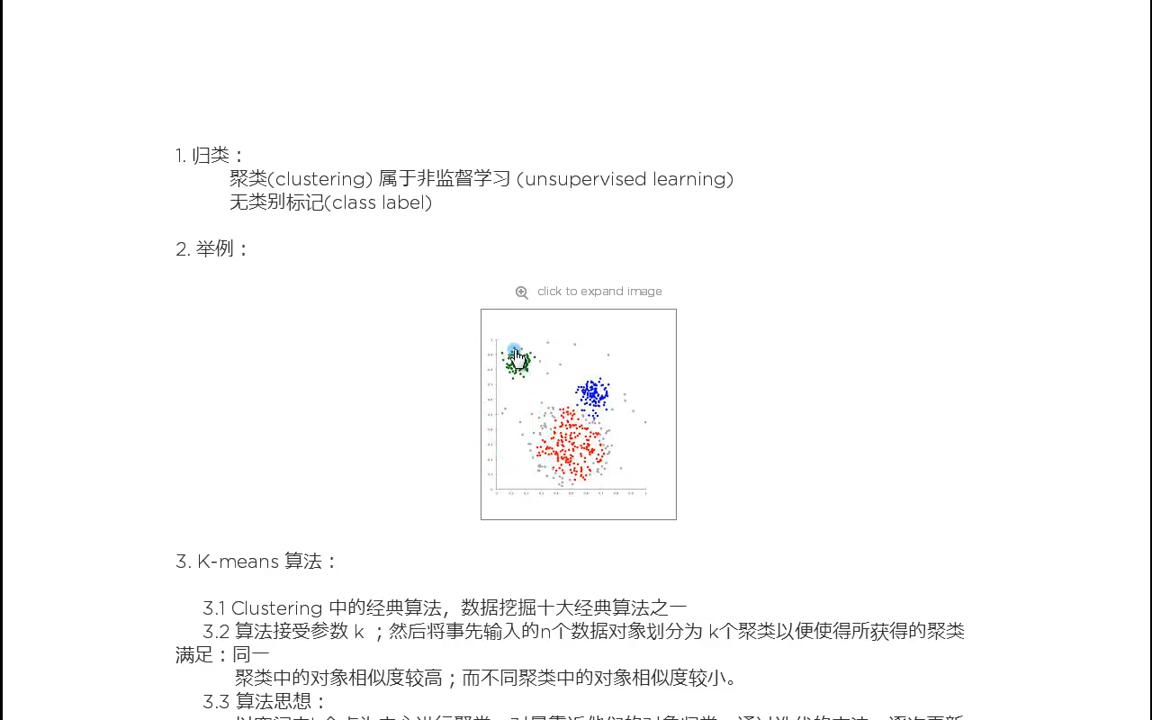 1. 归类：
聚类(clustering) 属于非监督学习 (unsupervised learning)
无类别标记(class label)
2. 举例：
click to expand image
3. K-means 算法：
3.1 Clustering 中的经典算法，数据挖掘十大经典算法之一
3.2 算法接受参数 k ；然后将事先输入的n个数据对象划分为 k个聚类以便使得所获得的聚类
满足：同一
聚类中的对象相似度较高；而不同聚类中的对象相似度较小。
3.3 算法思想：